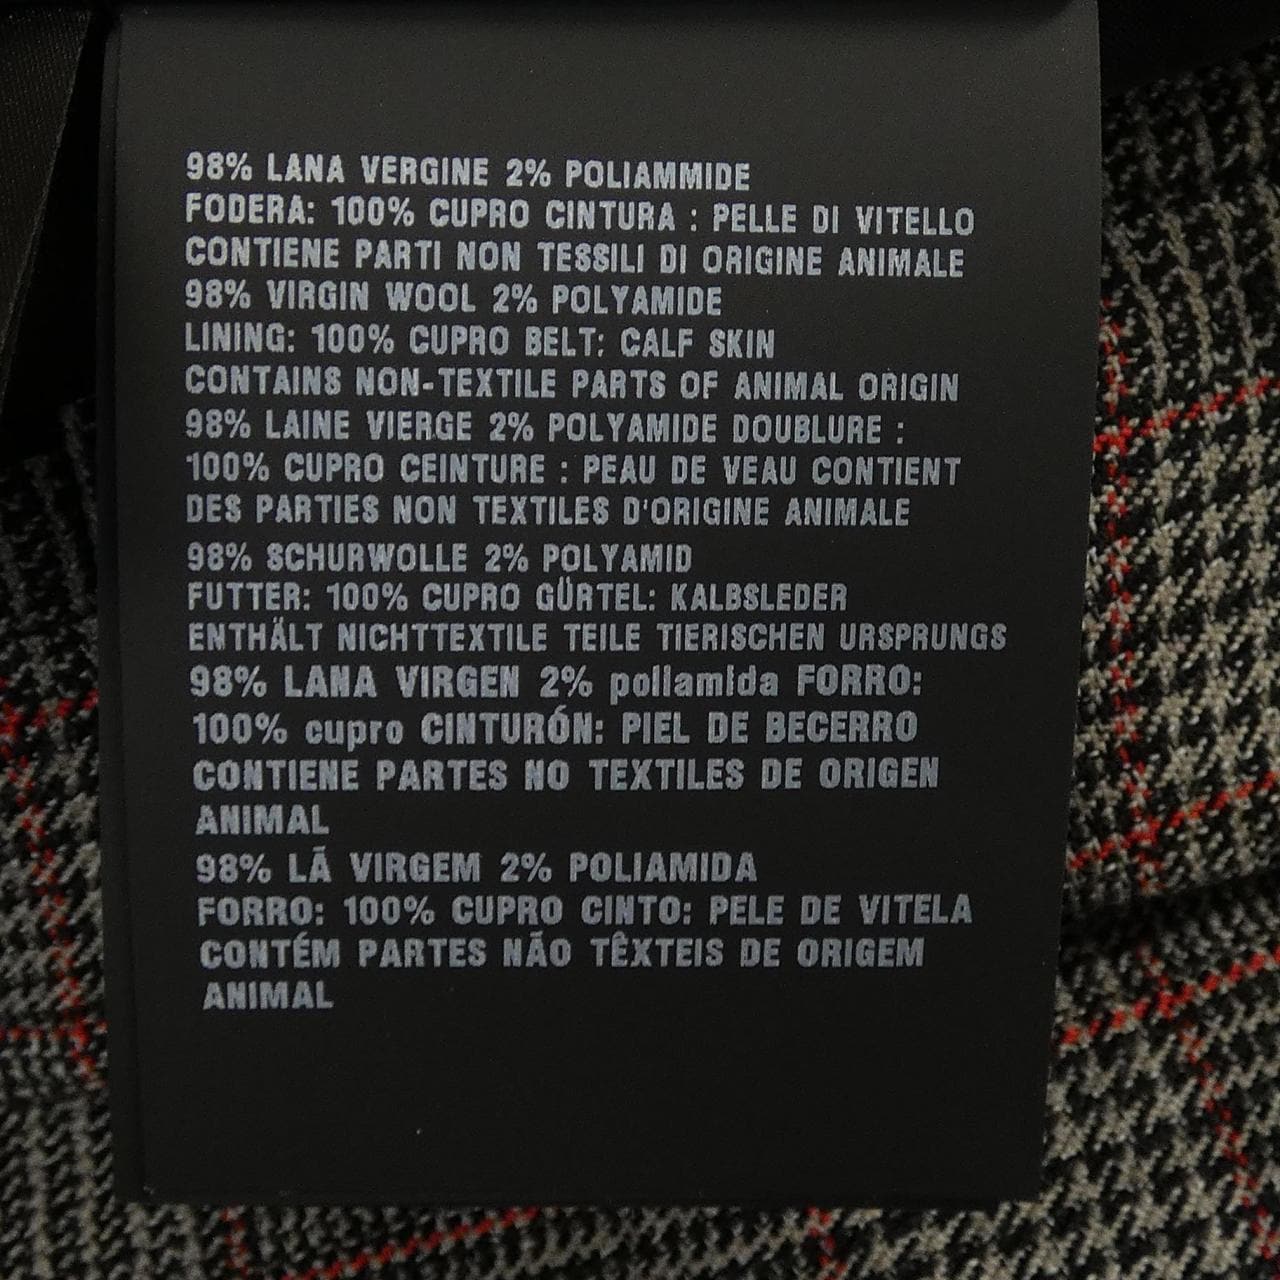 98% LANA VERGINE 2% POLIAMMIDE
FODERA: 100% CUPRO CINTURA : PELLE DI VITELLO
CONTIENE PARTI NON TESSILI DI ORIGINE ANIMALE
98% VIRGIN WOOL 2% POLYAMIDE
LINING: 100% CUPRO BELT: CALF SKIN
CONTAINS NON-TEXTILE PARTS OF ANIMAL ORIGIN
98% LAINE VIERGE 2% POLYAMIDE DOUBLURE :
100% CUPRO CEINTURE : PEAU DE VEAU CONTIENT
DES PARTIES NON TEXTILES D'ORIGINE ANIMALE
98% SCHURWOLLE 2% POLYAMID
FUTTER: 100% CUPRO GÜRTEL: KALBSLEDER
ENTHÄLT NICHTTEXTILE TEILE TIERISCHEN URSPRUNGS
98% LANA VIRGEN 2% poliamida FORRO:
100% cupro CINTURÓN: PIEL DE BECERRO
CONTIENE PARTES NO TEXTILES DE ORIGEN
ANIMAL
98% LÃ VIRGEM 2% POLIAMIDA
FORRO: 100% CUPRO CINTO: PELE DE VITELA
CONTÉM PARTES NÃO TÊXTEIS DE ORIGEM
ANIMAL